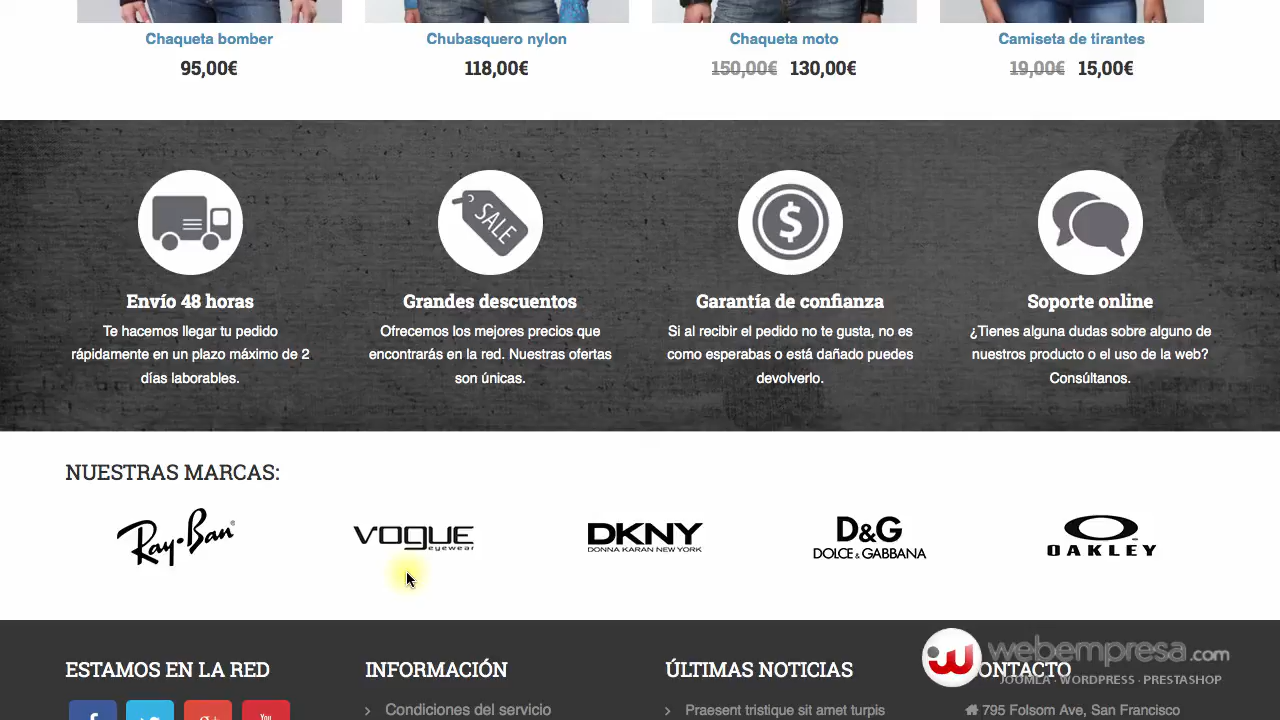 Chaqueta bomber
Chubasquero nylon
Chaqueta moto
Camiseta de tirantes
95,00€
118,00€
150,00€ 130,00€
19,00€ 15,00€
SALE
$
Envío 48 horas
Te hacemos llegar tu pedido
rápidamente en un plazo máximo de 2
días laborables.
Grandes descuentos
Ofrecemos los mejores precios que
encontrarás en la red. Nuestras ofertas
son únicas.
Garantía de confianza
Si al recibir el pedido no te gusta, no es
como esperabas o está dañado puedes
devolverlo.
Soporte online
¿Tienes alguna dudas sobre alguno de
nuestros producto o el uso de la web?
Consúltanos.
NUESTRAS MARCAS:
Ray-Ban
VOGUE
eyewear
DKNY
DONNA KARAN NEW YORK
D&G
DOLCE & GABBANA
OAKLEY
ESTAMOS EN LA RED
You
INFORMACIÓN
Condiciones del servicio
ÚLTIMAS NOTICIAS
Praesent tristique sit amet turpis
CONTACTO
795 Folsom Ave, San Francisco
webempresa.com
JOOMLA · WORDPRESS · PRESTASHOP